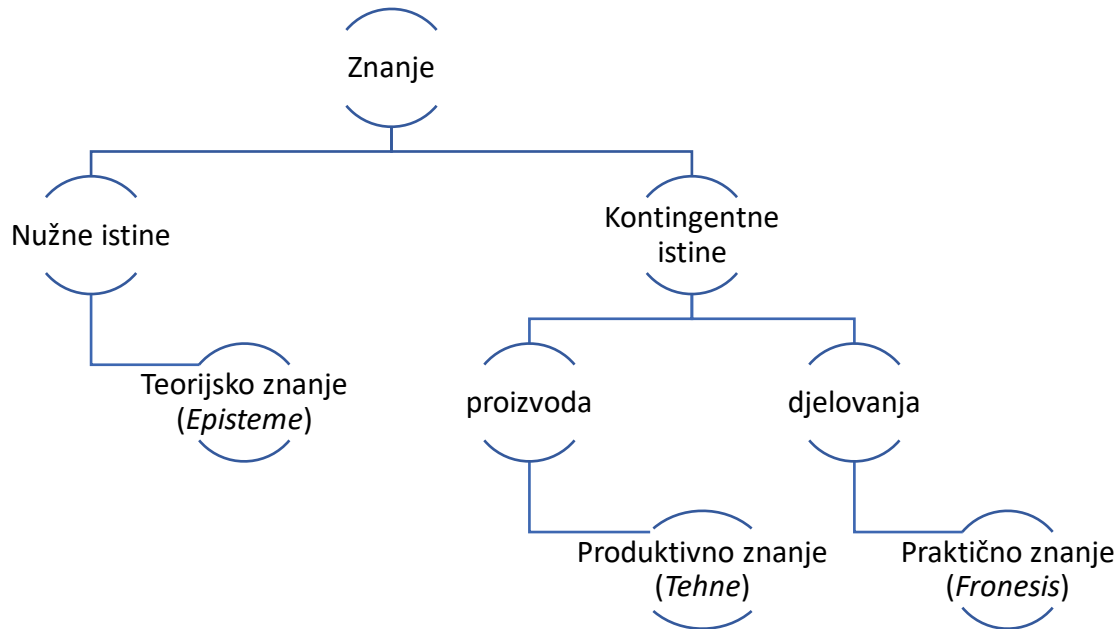 Znanje
Nužne istine
Kontingentne
istine
Teorijsko znanje
(Episteme)
proizvoda
djelovanja
Produktivno znanje
(Tehne)
Praktično znanje
(Fronesis)